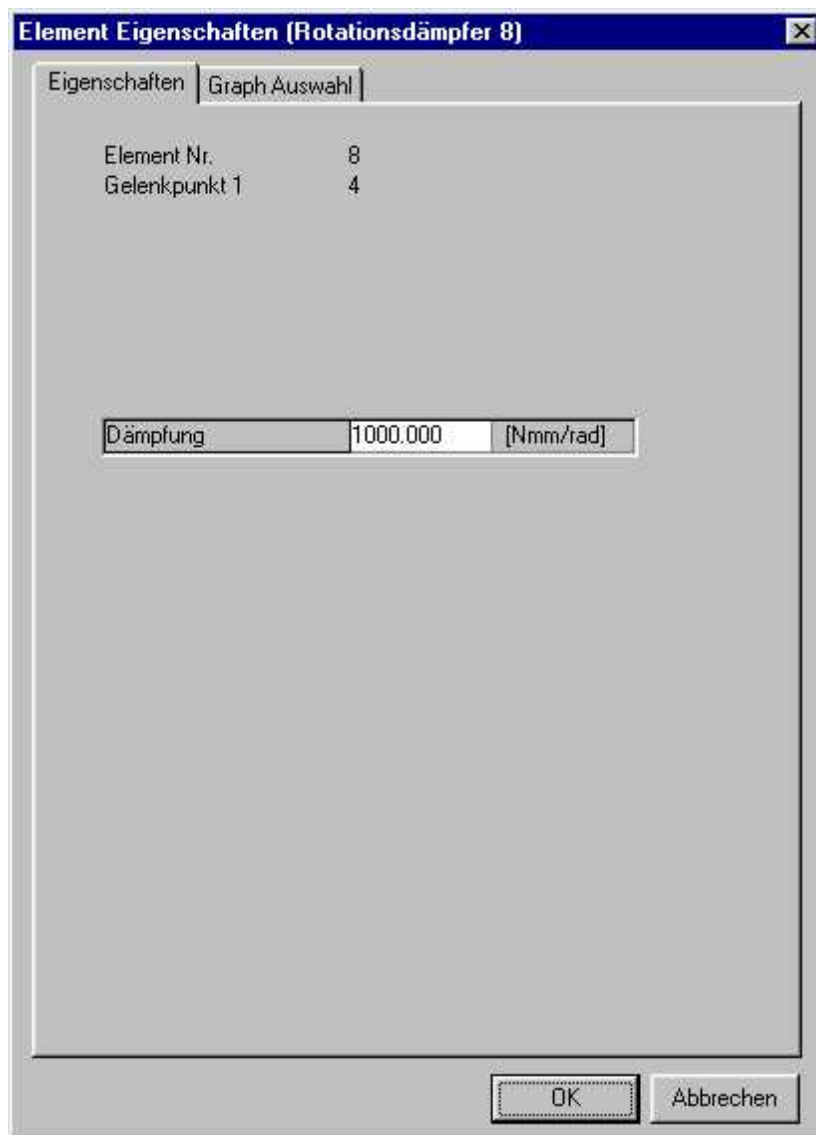 Element Eigenschaften (Rotationsdämpfer 8)
Eigenschaften Graph Auswahl
Element Nr. 8
Gelenkpunkt 1 4
Dämpfung 1000.000 [Nmm/rad]
OK Abbrechen